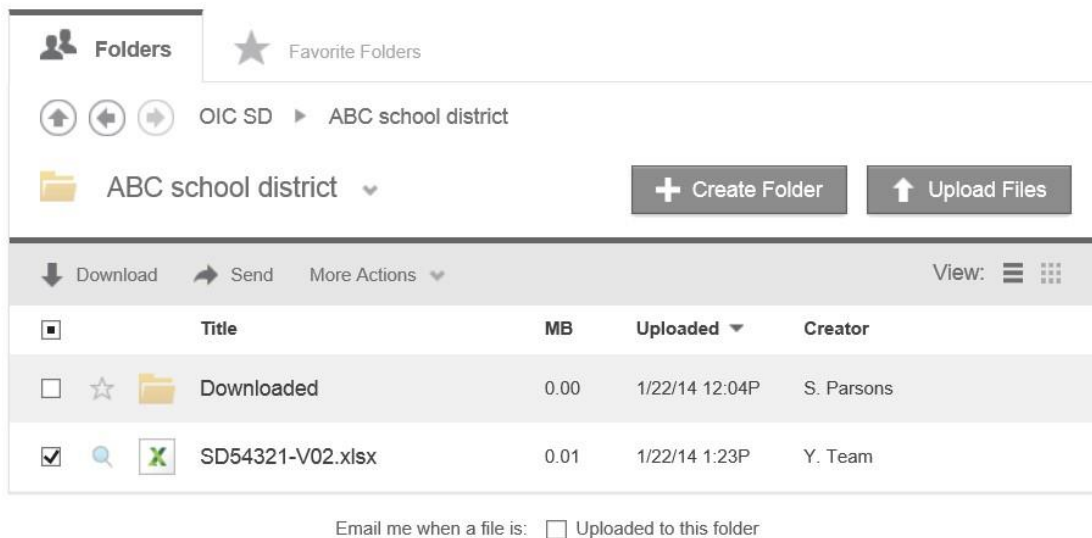 Folders Favorite Folders
OIC SD ABC school district
ABC school district Create Folder Upload Files
Download Send More Actions View:
Title MB Uploaded Creator
Downloaded 0.00 1/22/14 12:04P S. Parsons
SD54321-V02.xlsx 0.01 1/22/14 1:23P Y. Team
Email me when a file is: Uploaded to this folder